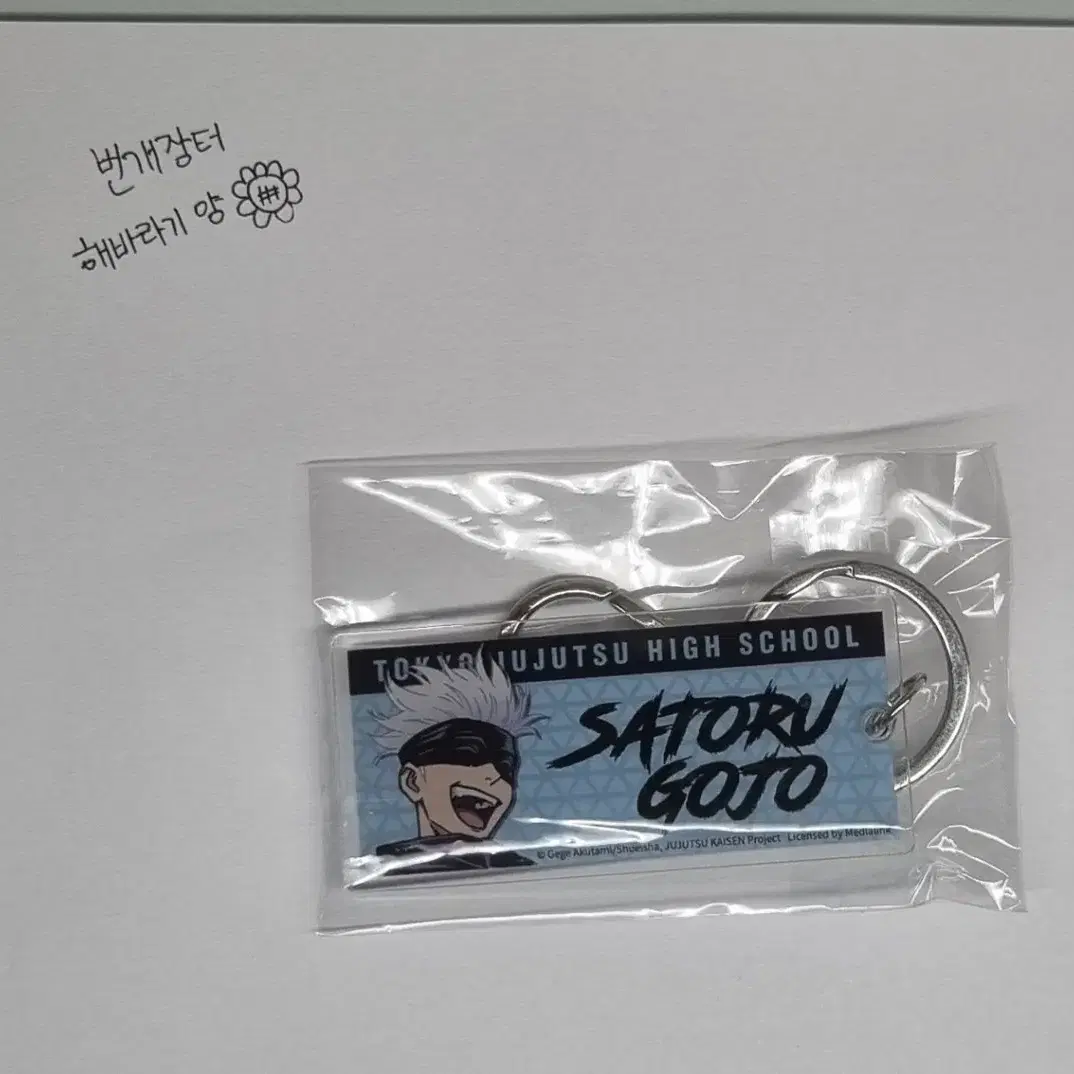 번개장터
해바라기 양
TOKYO JUJUTSU HIGH SCHOOL
SATORU
GOJO
© Gege Akutami/Shueisha, JUJUTSU KAISEN Project Licensed by Medialink